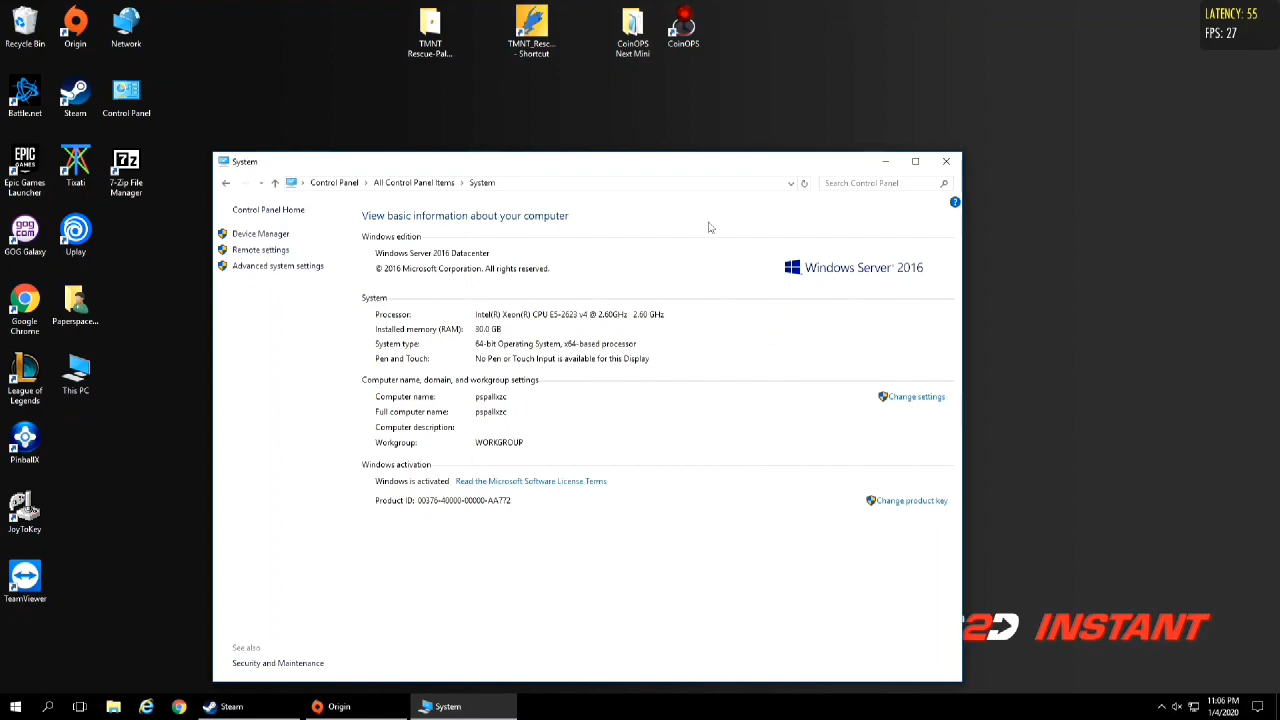 LATENCY: 55
FPS: 27
Recycle Bin
Origin
Network
TMNT
Rescue-Pal...
TMNT_Resc...
- Shortcut
CoinOPS
Next Mini
CoinOPS
Battle.net
Steam
Control Panel
Epic Games
Launcher
Tixati
7-Zip File
Manager
GOG Galaxy
Uplay
Google
Chrome
Paperspace...
League of
Legends
This PC
PinballX
JoyToKey
TeamViewer
System
Control Panel > All Control Panel Items > System
Search Control Panel
Control Panel Home
Device Manager
Remote settings
Advanced system settings
View basic information about your computer
Windows edition
Windows Server 2016 Datacenter
© 2016 Microsoft Corporation. All rights reserved.
Windows Server 2016
System
Processor: Intel(R) Xeon(R) CPU E5-2623 v4 @ 2.60GHz 2.60 GHz
Installed memory (RAM): 30.0 GB
System type: 64-bit Operating System, x64-based processor
Pen and Touch: No Pen or Touch Input is available for this Display
Computer name, domain, and workgroup settings
Computer name: pspallxzc
Change settings
Full computer name: pspallxzc
Computer description:
Workgroup: WORKGROUP
Windows activation
Windows is activated Read the Microsoft Software License Terms
Product ID: 00376-40000-00000-AA772
Change product key
See also
Security and Maintenance
INSTANT
Steam
Origin
System
11:06 PM
1/4/2020